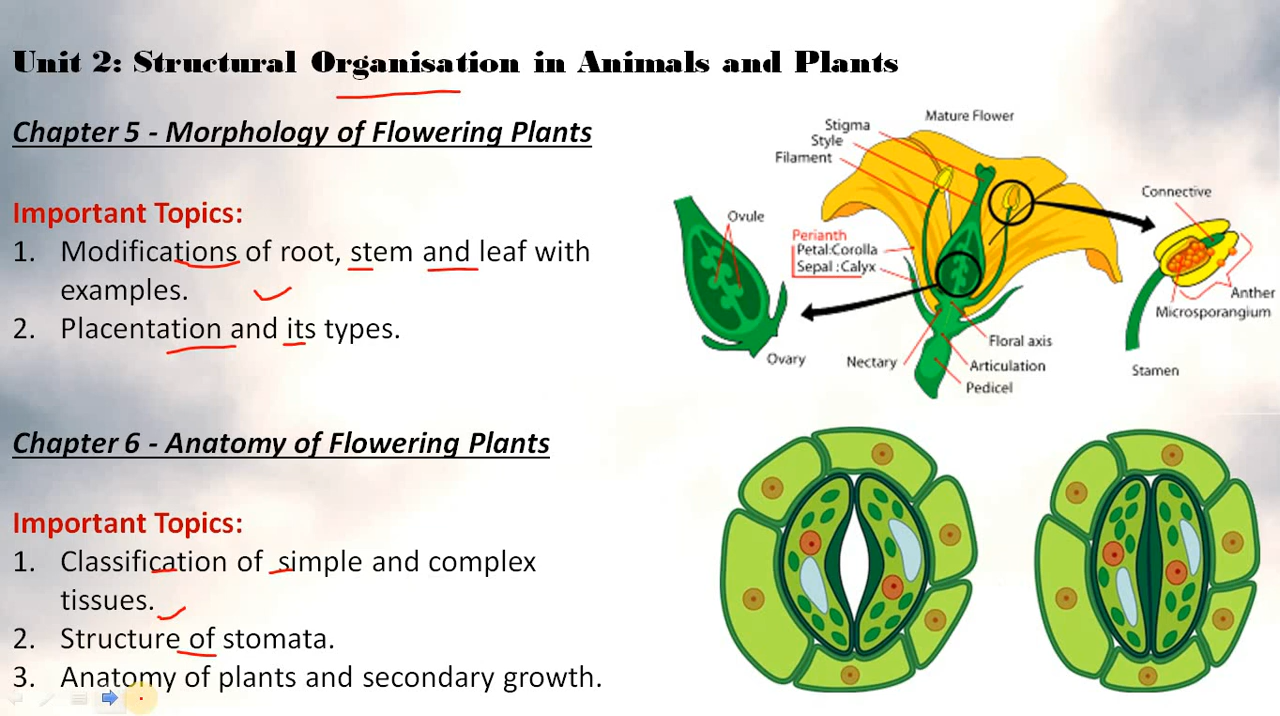 Unit 2: Structural Organisation in Animals and Plants
Chapter 5 - Morphology of Flowering Plants
Important Topics:
1. Modifications of root, stem and leaf with
examples.
2. Placentation and its types.
Mature Flower
Stigma
Style
Filament
Ovule
Perianth
Petal:Corolla
Sepal:Calyx
Connective
Anther
Microsporangium
Floral axis
Ovary
Nectary
Articulation
Stamen
Pedicel
Chapter 6 - Anatomy of Flowering Plants
Important Topics:
1. Classification of simple and complex
tissues.
2. Structure of stomata.
3. Anatomy of plants and secondary growth.